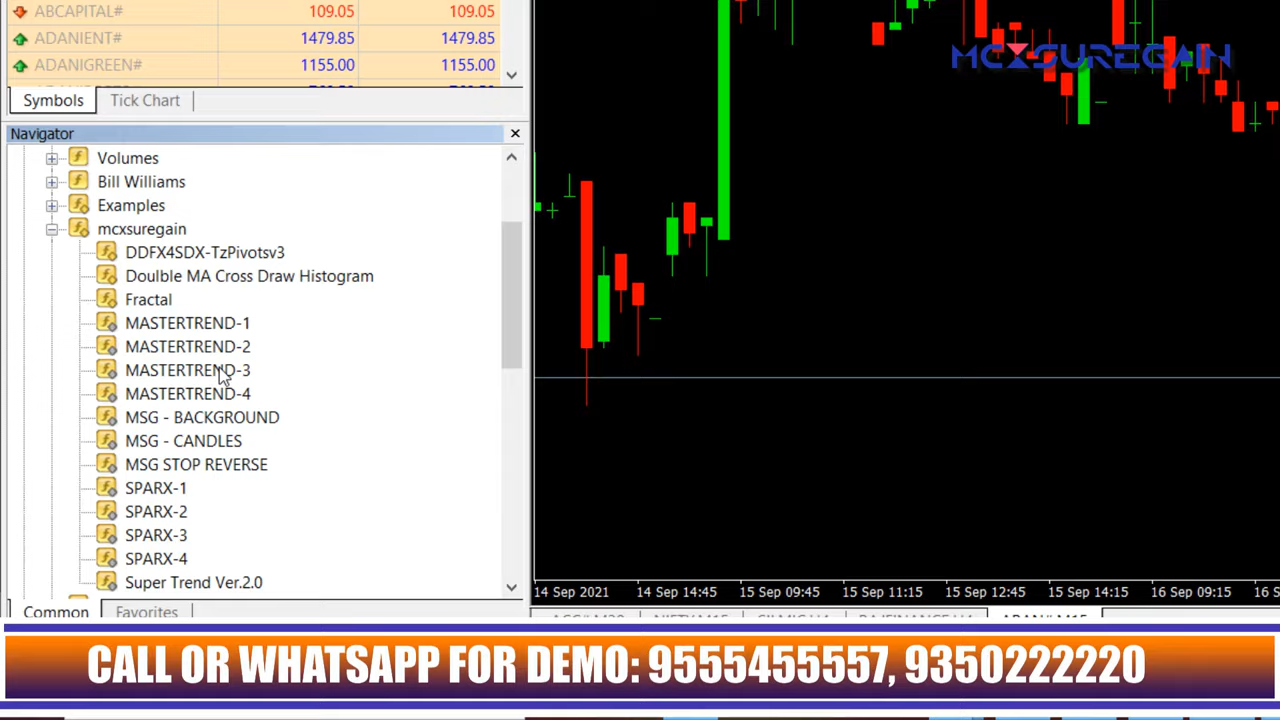 ABCAPITAL# 109.05 109.05
ADANIENT# 1479.85 1479.85
ADANIGREEN# 1155.00 1155.00
Symbols Tick Chart
Navigator
Volumes
Bill Williams
Examples
mcxsuregain
DDFX4SDX-TzPivotsv3
Doulble MA Cross Draw Histogram
Fractal
MASTERTREND-1
MASTERTREND-2
MASTERTREND-3
MASTERTREND-4
MSG - BACKGROUND
MSG - CANDLES
MSG STOP REVERSE
SPARX-1
SPARX-2
SPARX-3
SPARX-4
Super Trend Ver.2.0
Common Favorites
MCXSUREGAIN
14 Sep 2021 14 Sep 14:45 15 Sep 09:45 15 Sep 11:15 15 Sep 12:45 15 Sep 14:15 16 Sep 09:15 16 S
CALL OR WHATSAPP FOR DEMO: 9555455557, 9350222220